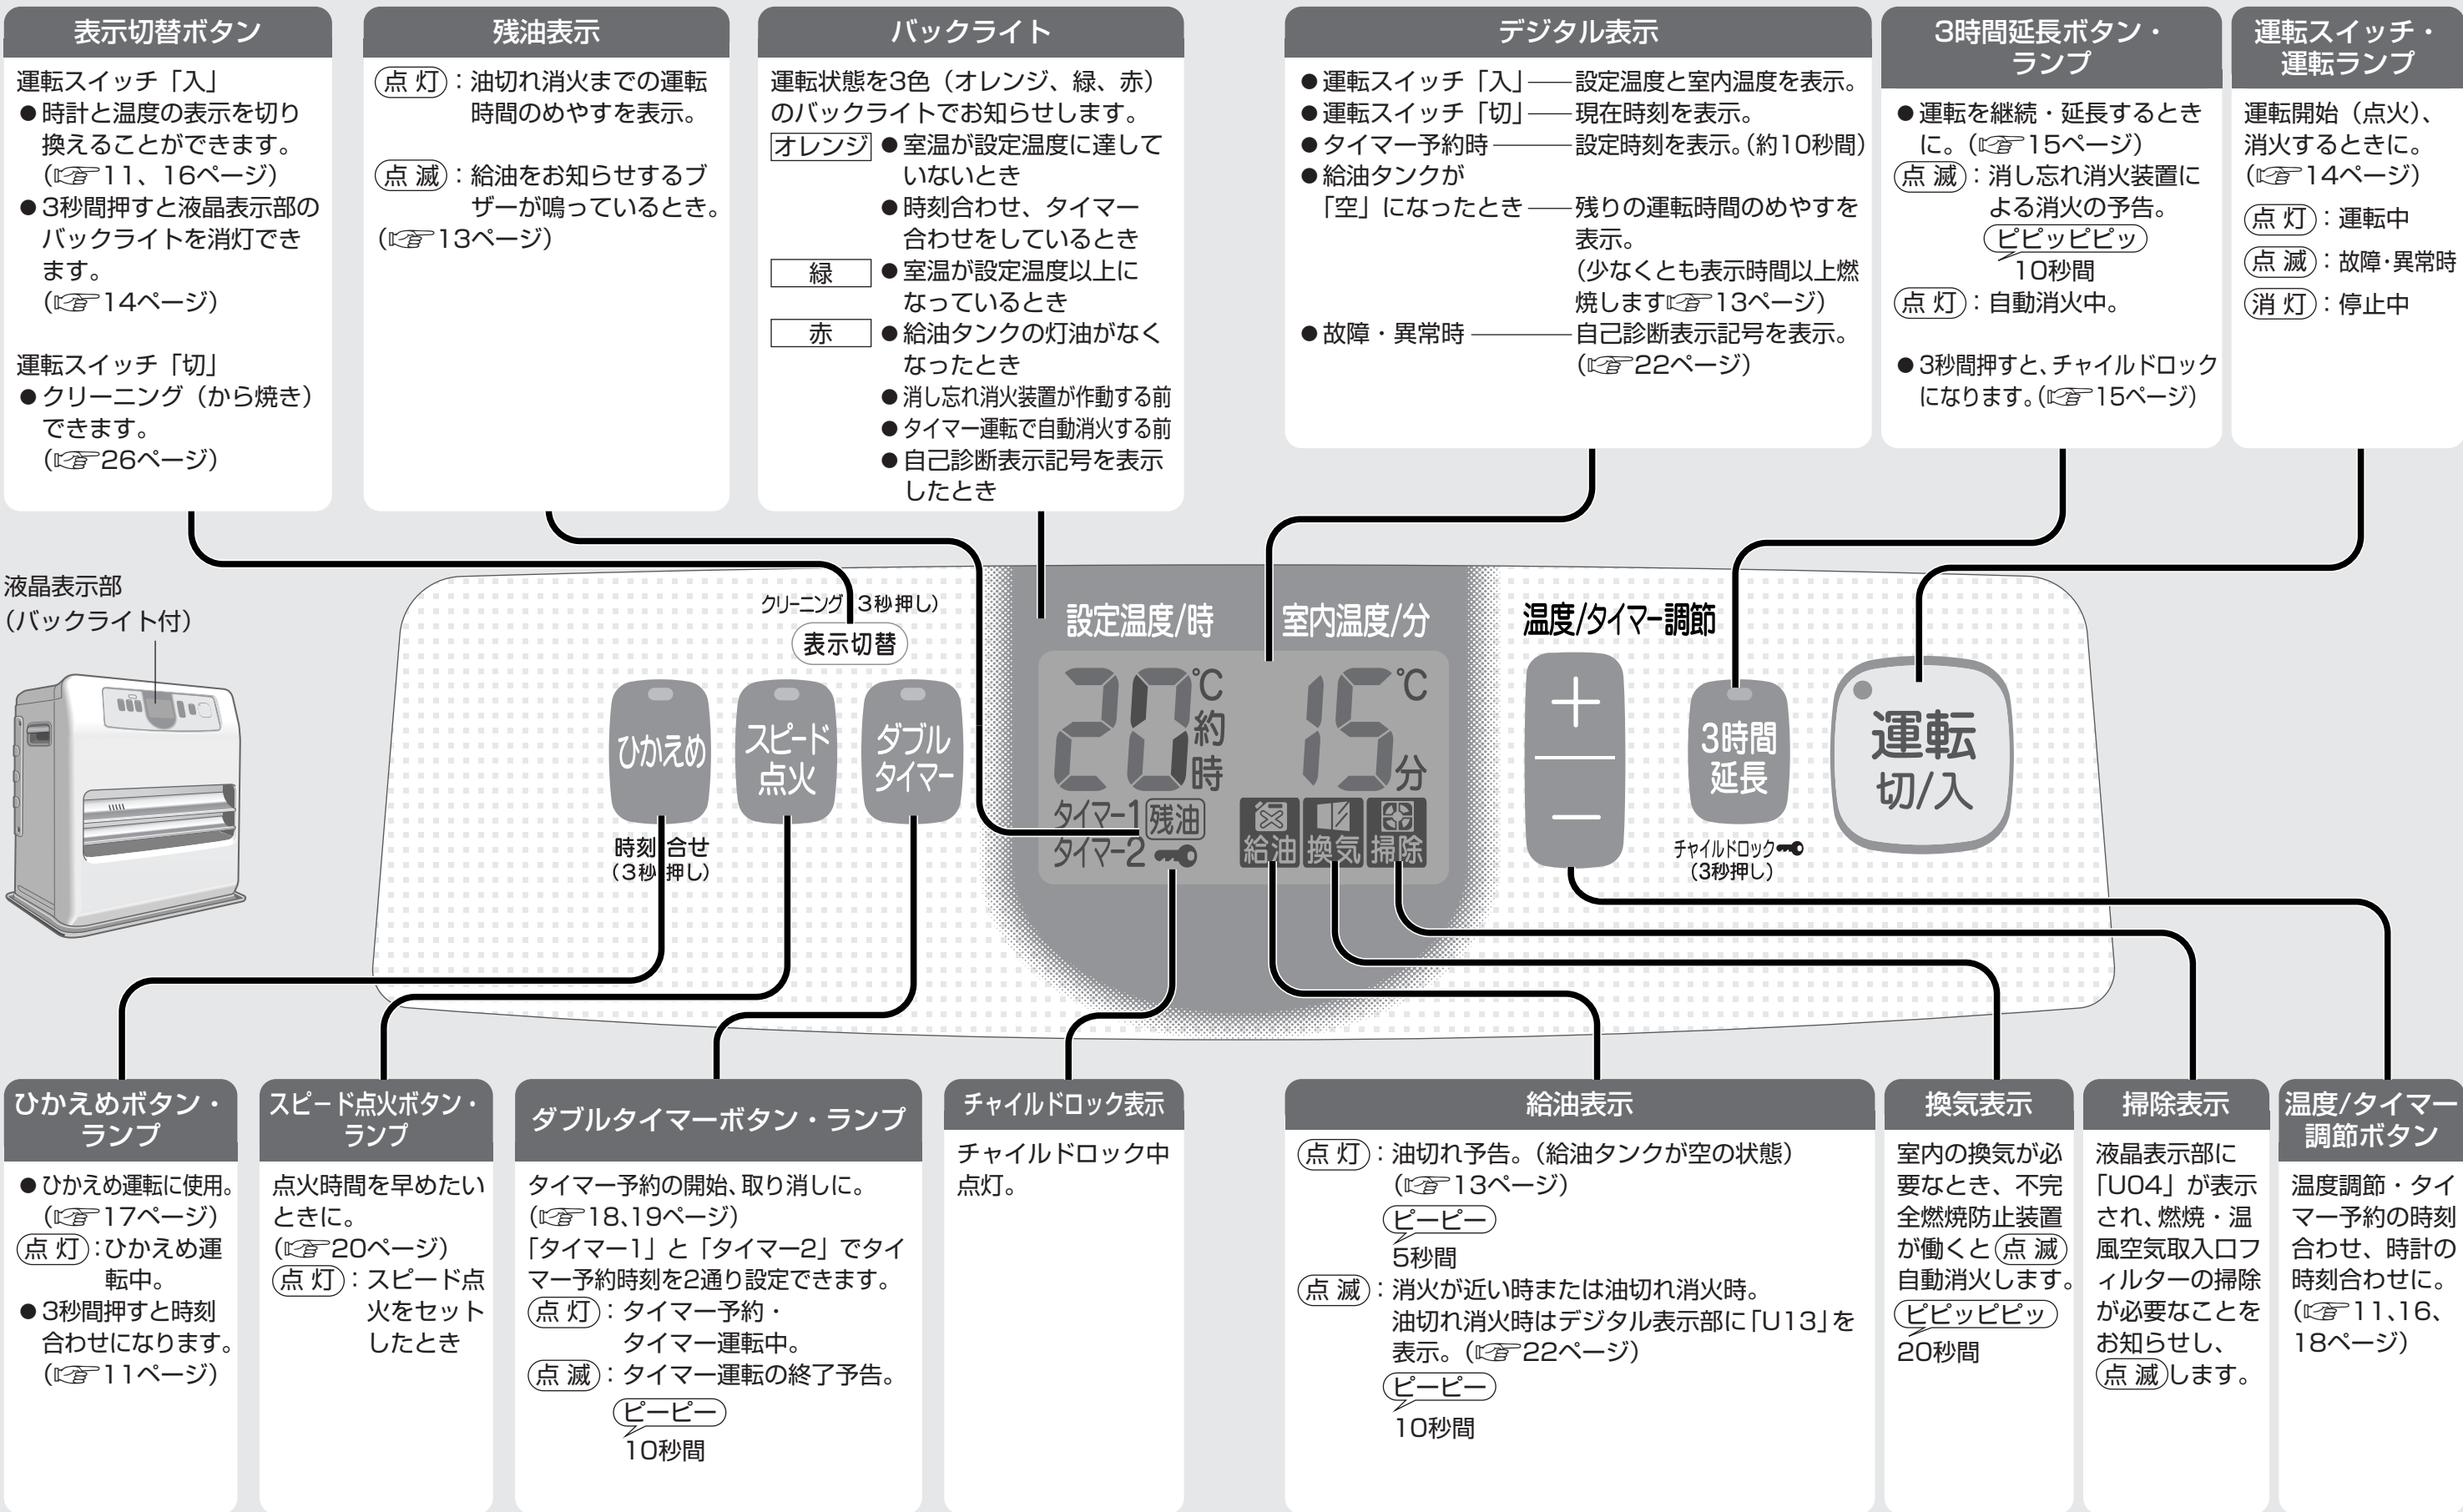 表示切替ボタン
運転スイッチ「入」
●時計と温度の表示を切り
換えることができます。
(☞11、16ページ)
●3秒間押すと液晶表示部の
バックライトを消灯でき
ます。
(☞14ページ)
運転スイッチ「切」
●クリーニング（から焼き）
できます。
(☞26ページ)
残油表示
点 灯：油切れ消火までの運転
時間のめやすを表示。
点 滅：給油をお知らせするブ
ザーが鳴っているとき。
(☞13ページ)
バックライト
運転状態を3色（オレンジ、緑、赤）
のバックライトでお知らせします。
オレンジ ●室温が設定温度に達して
いないとき
●時刻合わせ、タイマー
合わせをしているとき
緑 ●室温が設定温度以上に
なっているとき
赤 ●給油タンクの灯油がなく
なったとき
●消し忘れ消火装置が作動する前
●タイマー運転で自動消火する前
●自己診断表示記号を表示
したとき
デジタル表示
●運転スイッチ「入」――設定温度と室内温度を表示。
●運転スイッチ「切」――現在時刻を表示。
●タイマー予約時――――設定時刻を表示。(約10秒間)
●給油タンクが
「空」になったとき――残りの運転時間のめやすを
表示。
(少なくとも表示時間以上燃
焼します☞13ページ)
●故障・異常時――――自己診断表示記号を表示。
(☞22ページ)
3時間延長ボタン・
ランプ
●運転を継続・延長するとき
に。(☞15ページ)
点 滅：消し忘れ消火装置に
よる消火の予告。
ピピッピピッ
10秒間
点 灯：自動消火中。
●3秒間押すと、チャイルドロック
になります。(☞15ページ)
運転スイッチ・
運転ランプ
運転開始（点火）、
消火するときに。
(☞14ページ)
点 灯：運転中
点 滅：故障・異常時
消 灯：停止中
液晶表示部
(バックライト付)
クリーニング 3秒押し)
表示切替
ひかえめ
スピード
点火
ダブル
タイマー
時刻 合せ
(3秒 押し)
設定温度/時 室内温度/分
20℃ 15℃
約
時 分
タイマー1 残油
タイマー2
給油 換気 掃除
温度/タイマー調節
＋
－
3時間
延長
チャイルドロック
(3秒押し)
運転
切/入
ひかえめボタン・
ランプ
●ひかえめ運転に使用。
(☞17ページ)
点 灯：ひかえめ運
転中。
●3秒間押すと時刻
合わせになります。
(☞11ページ)
スピード点火ボタン・
ランプ
点火時間を早めたい
ときに。
(☞20ページ)
点 灯：スピード点
火をセット
したとき
ダブルタイマーボタン・ランプ
タイマー予約の開始、取り消しに。
(☞18、19ページ)
「タイマー1」と「タイマー2」でタイ
マー予約時刻を2通り設定できます。
点 灯：タイマー予約・
タイマー運転中。
点 滅：タイマー運転の終了予告。
ピーピー
10秒間
チャイルドロック表示
チャイルドロック中
点灯。
給油表示
点 灯：油切れ予告。(給油タンクが空の状態)
(☞13ページ)
ピーピー
5秒間
点 滅：消火が近い時または油切れ消火時。
油切れ消火時はデジタル表示部に「U13」を
表示。(☞22ページ)
ピーピー
10秒間
換気表示
室内の換気が必
要なとき、不完
全燃焼防止装置
が働くと点 滅
自動消火します。
ピピッピピッ
20秒間
掃除表示
液晶表示部に
「U04」が表示
され、燃焼・温
風空気取入口フ
ィルターの掃除
が必要なことを
お知らせし、
点 滅します。
温度/タイマー
調節ボタン
温度調節・タイ
マー予約の時刻
合わせ、時計の
時刻合わせに。
(☞11、16、
18ページ)